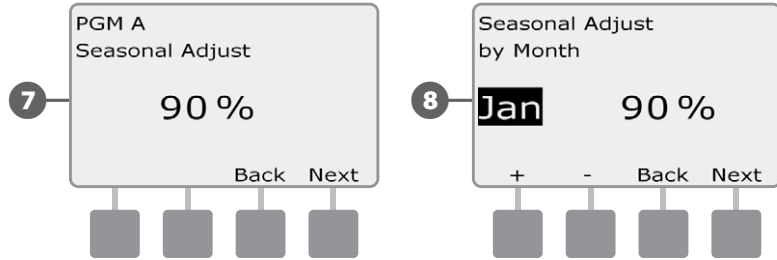 PGM A
Seasonal Adjust
7
90 %
Back Next
Seasonal Adjust
by Month
8
Jan 90 %
+ - Back Next